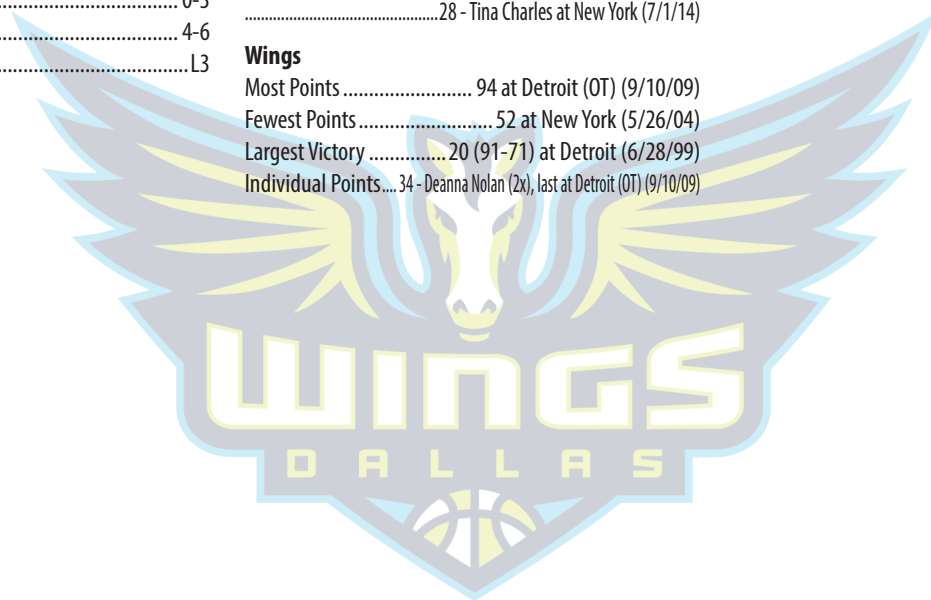 4-6
L3
28 - Tina Charles at New York (7/1/14)
Wings
Most Points ......................... 94 at Detroit (OT) (9/10/09)
Fewest Points .......................... 52 at New York (5/26/04)
Largest Victory ............... 20 (91-71) at Detroit (6/28/99)
Individual Points.... 34 - Deanna Nolan (2x), last at Detroit (OT) (9/10/09)
WINGS
DALLAS